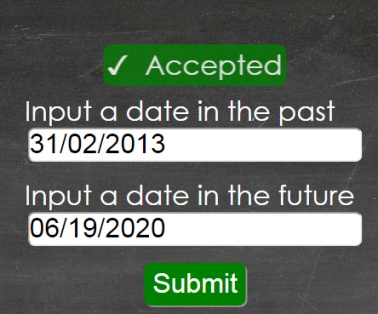 ✓ Accepted
Input a date in the past
31/02/2013
Input a date in the future
06/19/2020
Submit